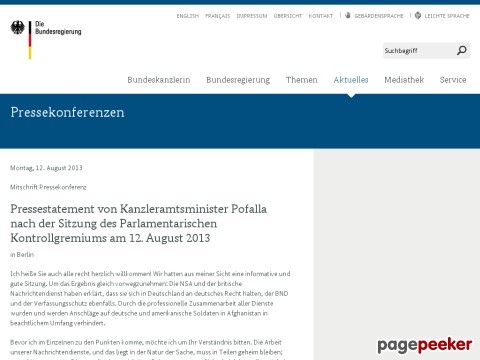 ENGLISH FRANÇAIS IMPRESSUM ÜBERSICHT KONTAKT GEBÄRDENSPRACHE LEICHTE SPRACHE
Die
Bundesregierung
Suchbegriff
Bundeskanzlerin Bundesregierung Themen Aktuelles Mediathek Service
Pressekonferenzen
Montag, 12. August 2013
Mitschrift Pressekonferenz
Pressestatement von Kanzleramtsminister Pofalla
nach der Sitzung des Parlamentarischen
Kontrollgremiums am 12. August 2013
in Berlin
Ich heiße Sie auch alle recht herzlich willkommen! Wir hatten aus meiner Sicht eine informative und
gute Sitzung. Um das Ergebnis gleich vorwegzunehmen: Die NSA und der britische
Nachrichtendienst haben erklärt, dass sie sich in Deutschland an deutsches Recht halten, der BND
und der Verfassungsschutz ebenfalls. Durch die professionelle Zusammenarbeit aller Dienste
wurden und werden Anschläge auf deutsche und amerikanische Soldaten in Afghanistan in
beachtlichem Umfang verhindert.
Bevor ich im Einzelnen zu den Punkten komme, möchte ich um Ihr Verständnis bitten. Die Arbeit
unserer Nachrichtendienste, und das liegt in der Natur der Sache, muss in Teilen geheim bleiben;
pagepeeker